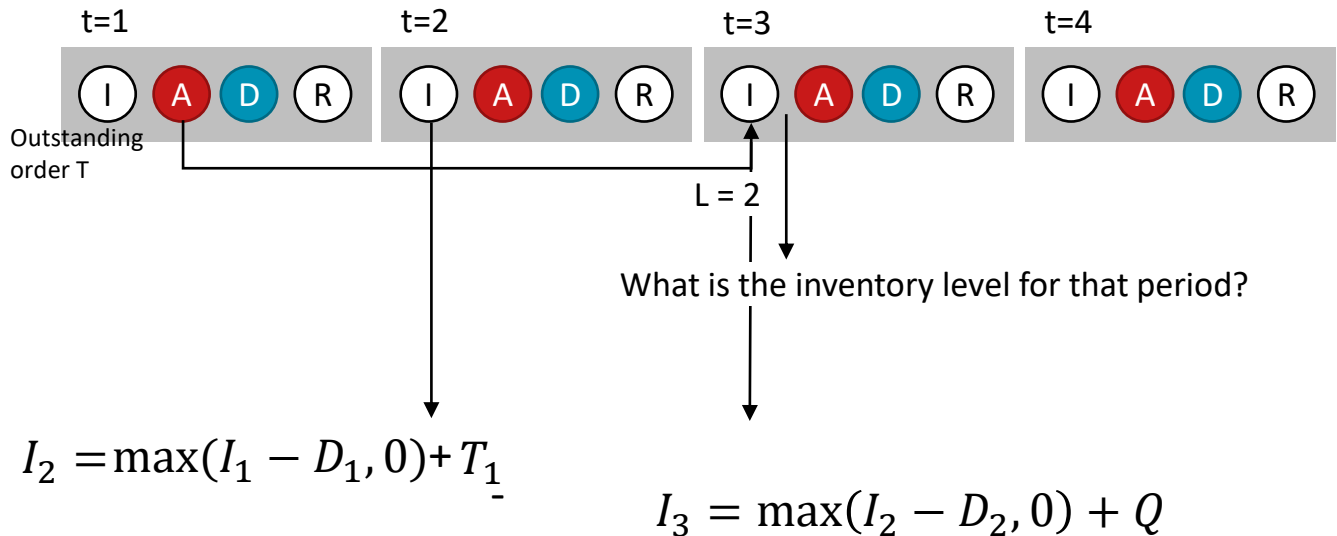 t=1 t=2 t=3 t=4
I A D R I A D R I A D R I A D R
Outstanding
order T
L = 2
What is the inventory level for that period?
I₂ = max(I₁ − D₁, 0)+ T₁
I₃ = max(I₂ − D₂, 0) + Q